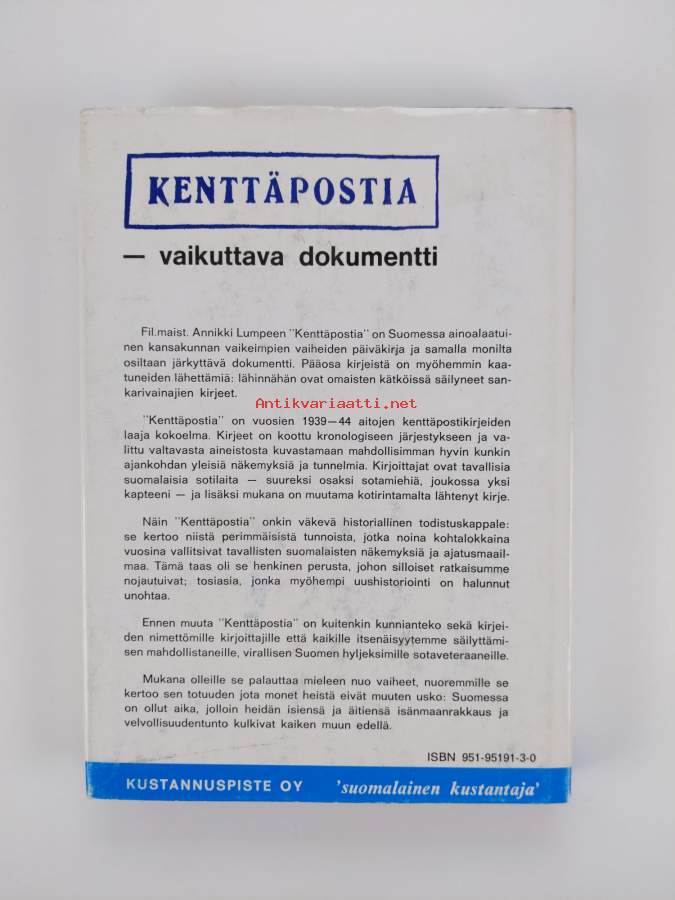 KENTTÄPOSTIA
— vaikuttava dokumentti
Fil.maist. Annikki Lumpeen "Kenttäpostia" on Suomessa ainoalaatui-
nen kansakunnan vaikeimpien vaiheiden päiväkirja ja samalla monilta
osiltaan järkyttävä dokumentti. Pääosa kirjeistä on myöhemmin kaa-
tuneiden lähettämiä: lähinnähän ovat omaisten kätköissä säilyneet san-
karivainajien kirjeet.
Antikvariaatti.net
"Kenttäpostia" on vuosien 1939—44 aitojen kenttäpostikirjeiden
laaja kokoelma. Kirjeet on koottu kronologiseen järjestykseen ja va-
littu valtavasta aineistosta kuvastamaan mahdollisimman hyvin kunkin
ajankohdan yleisiä näkemyksiä ja tunnelmia. Kirjoittajat ovat tavallisia
suomalaisia sotilaita — suureksi osaksi sotamiehiä, joukossa yksi
kapteeni — ja lisäksi mukana on muutama kotirintamalta lähtenyt kirje.
Näin "Kenttäpostia" onkin väkevä historiallinen todistuskappale:
se kertoo niistä perimmäisistä tunnoista, jotka noina kohtalokkaina
vuosina vallitsivat tavallisten suomalaisten näkemyksiä ja ajatusmaail-
maa. Tämä taas oli se henkinen perusta, johon silloiset ratkaisumme
nojautuivat; tosiasia, jonka myöhempi uushistoriointi on halunnut
unohtaa.
Ennen muuta "Kenttäpostia" on kuitenkin kunnianteko sekä kirjei-
den nimettömille kirjoittajille että kaikille itsenäisyytemme säilyttämi-
sen mahdollistaneille, virallisen Suomen hyljeksimille sotaveteraaneille.
Mukana olleille se palauttaa mieleen nuo vaiheet, nuoremmille se
kertoo sen totuuden jota monet heistä eivät muuten usko: Suomessa
on ollut aika, jolloin heidän isiensä ja äitiensä isänmaanrakkaus ja
velvollisuudentunto kulkivat kaiken muun edellä.
ISBN 951-95191-3-0
KUSTANNUSPISTE OY 'suomalainen kustantaja'